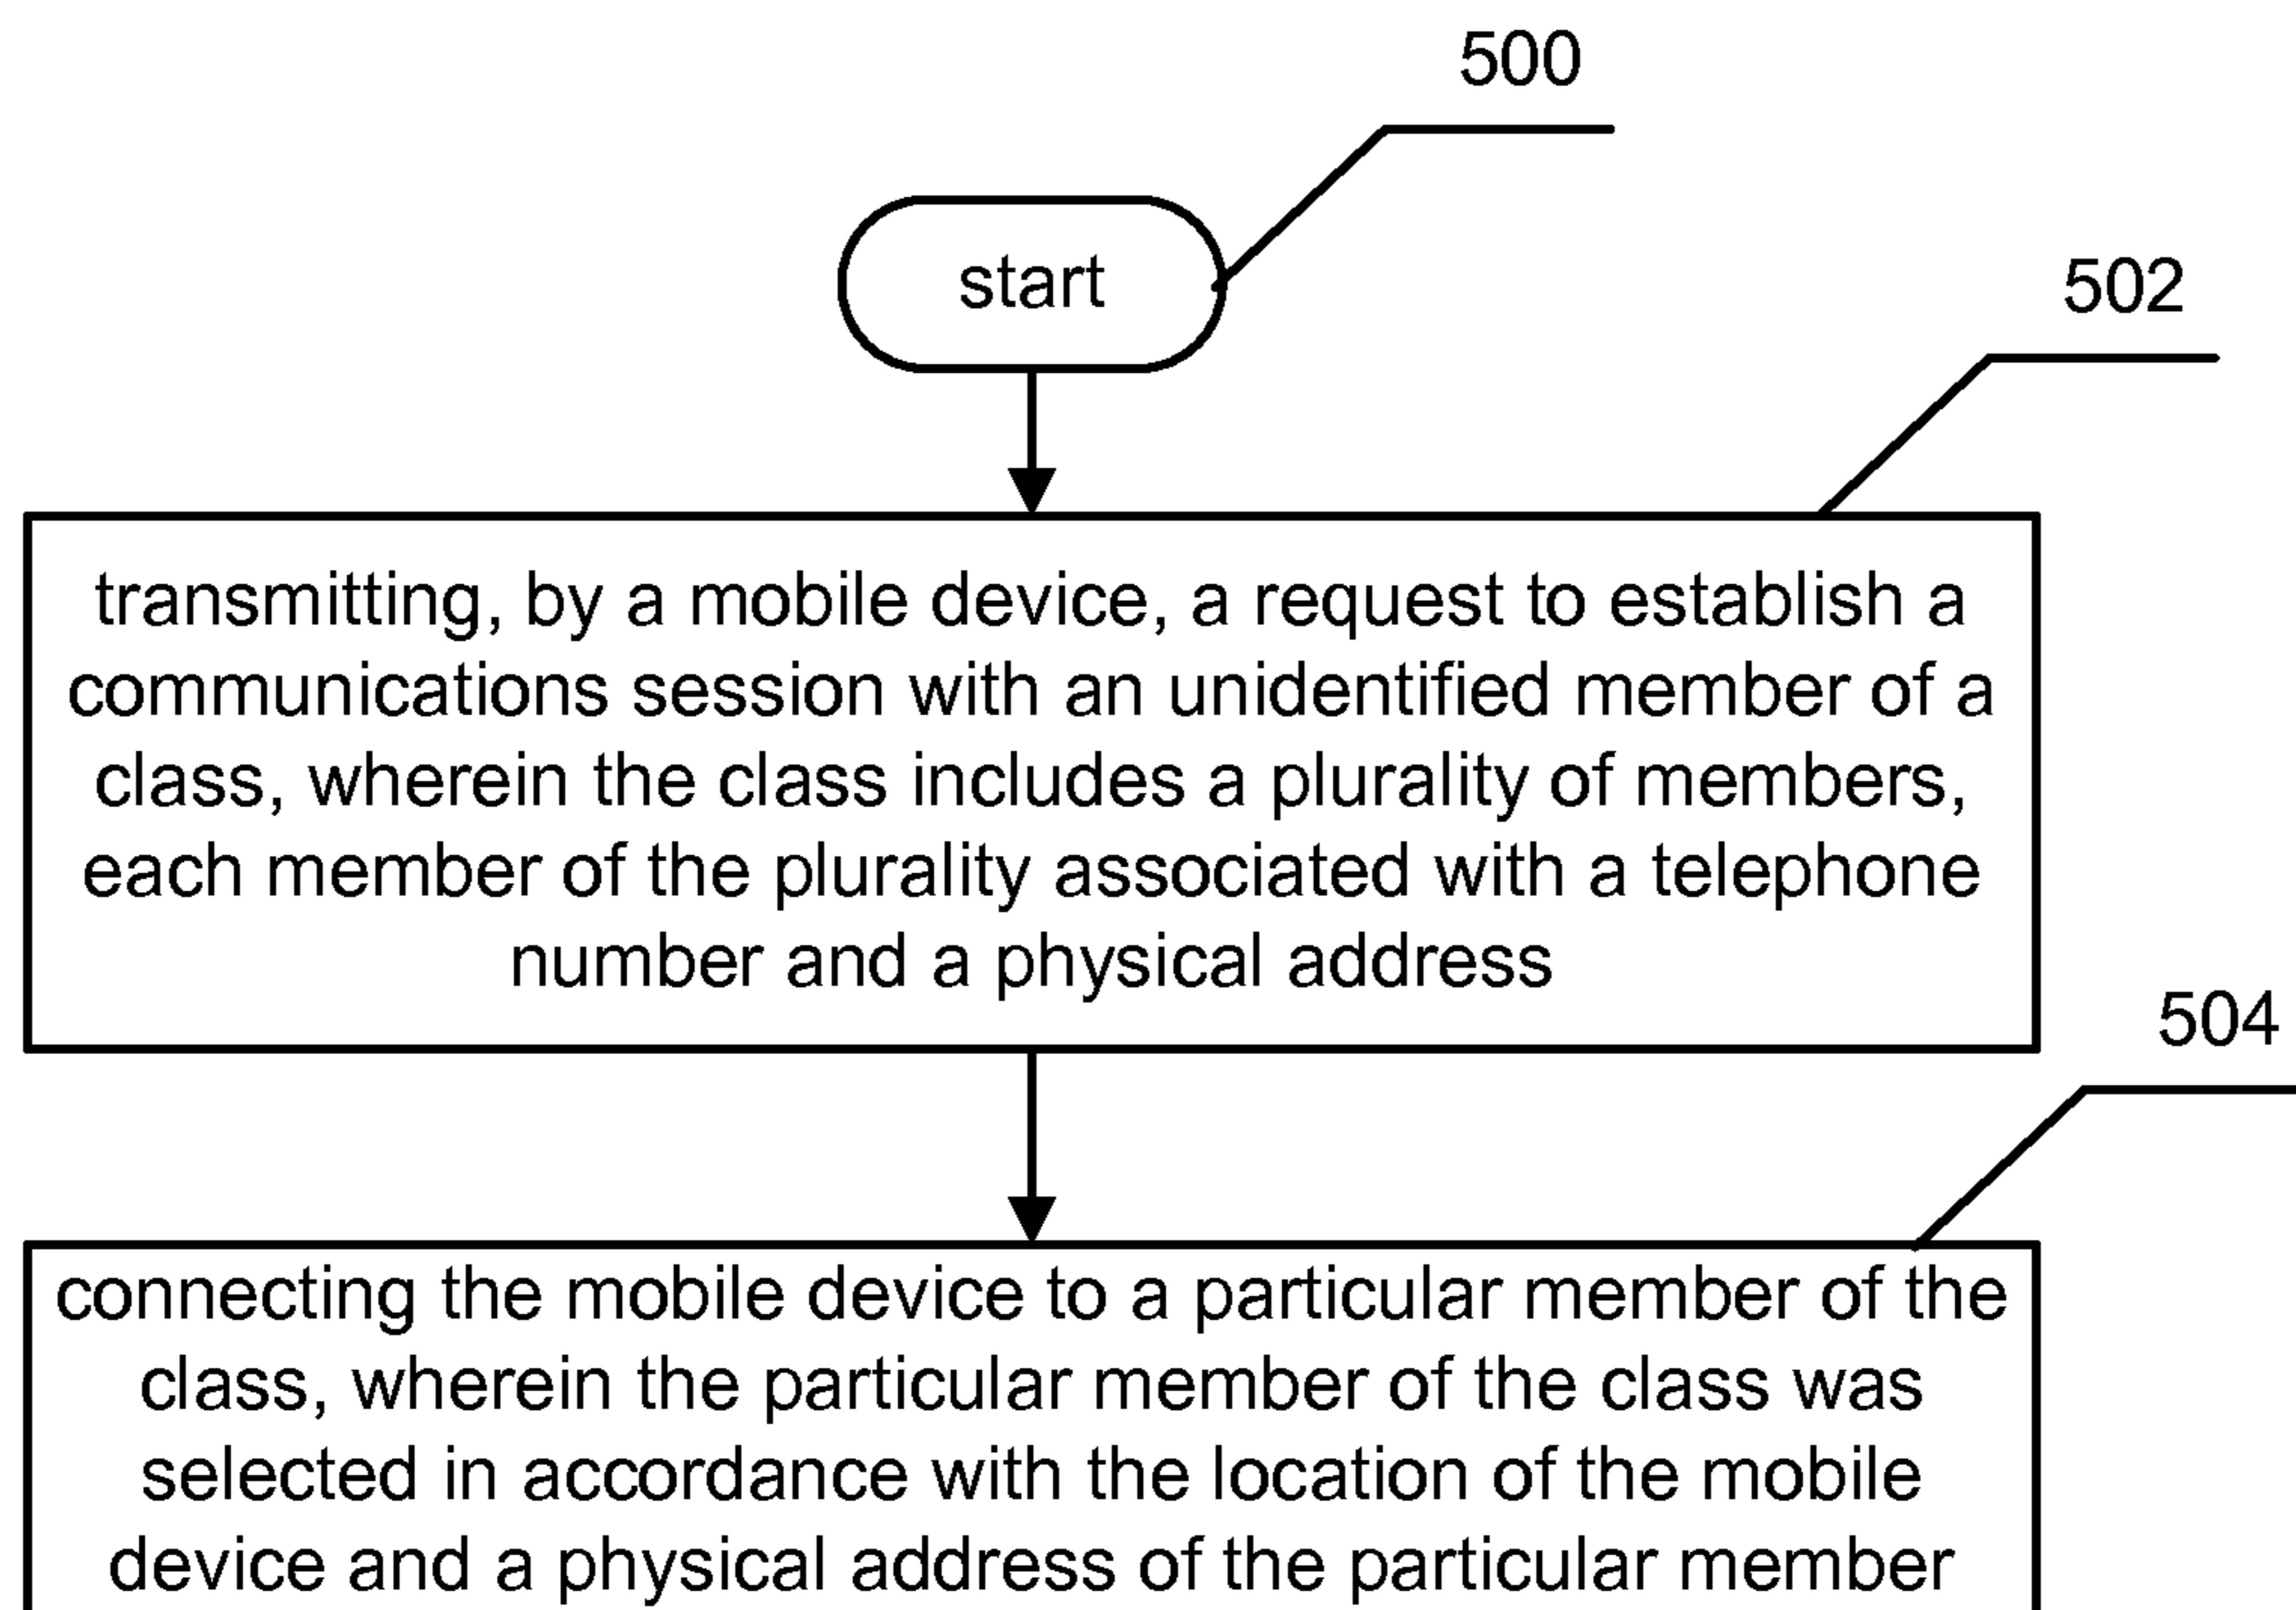 500
start
502
transmitting, by a mobile device, a request to establish a
communications session with an unidentified member of a
class, wherein the class includes a plurality of members,
each member of the plurality associated with a telephone
number and a physical address
504
connecting the mobile device to a particular member of the
class, wherein the particular member of the class was
selected in accordance with the location of the mobile
device and a physical address of the particular member